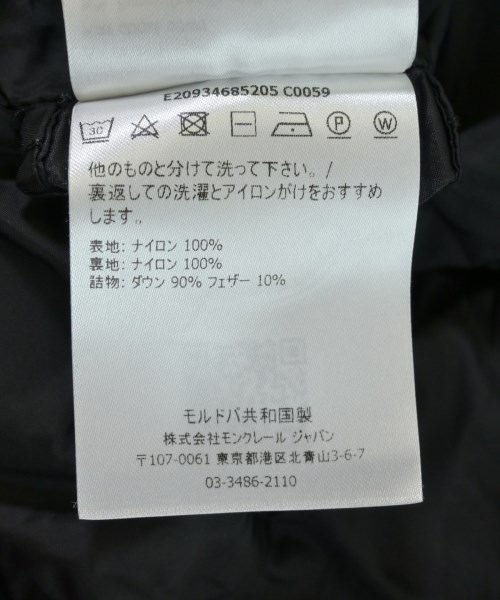 E20934685205 C0059
30
P
W
他のものと分けて洗って下さい。/
裏返しての洗濯とアイロンがけをおすすめ
します。
表地: ナイロン 100%
裏地: ナイロン 100%
詰物: ダウン 90% フェザー 10%
モルドバ共和国製
株式会社モンクレール ジャパン
〒107-0061 東京都港区北青山3-6-7
03-3486-2110